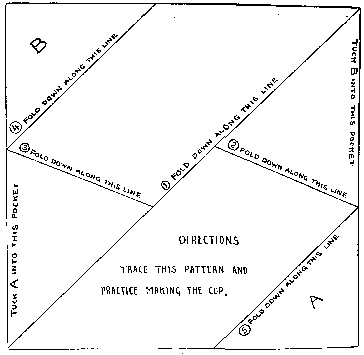 B
④ FOLD DOWN ALONG THIS LINE
TUCK B INTO THIS POCKET
① FOLD DOWN ALONG THIS LINE
③ FOLD DOWN ALONG THIS LINE
② FOLD DOWN ALONG THIS LINE
TUCK A INTO THIS POCKET
DIRECTIONS
TRACE THIS PATTERN AND
PRACTICE MAKING THE CUP.
⑤ FOLD DOWN ALONG THIS LINE
A